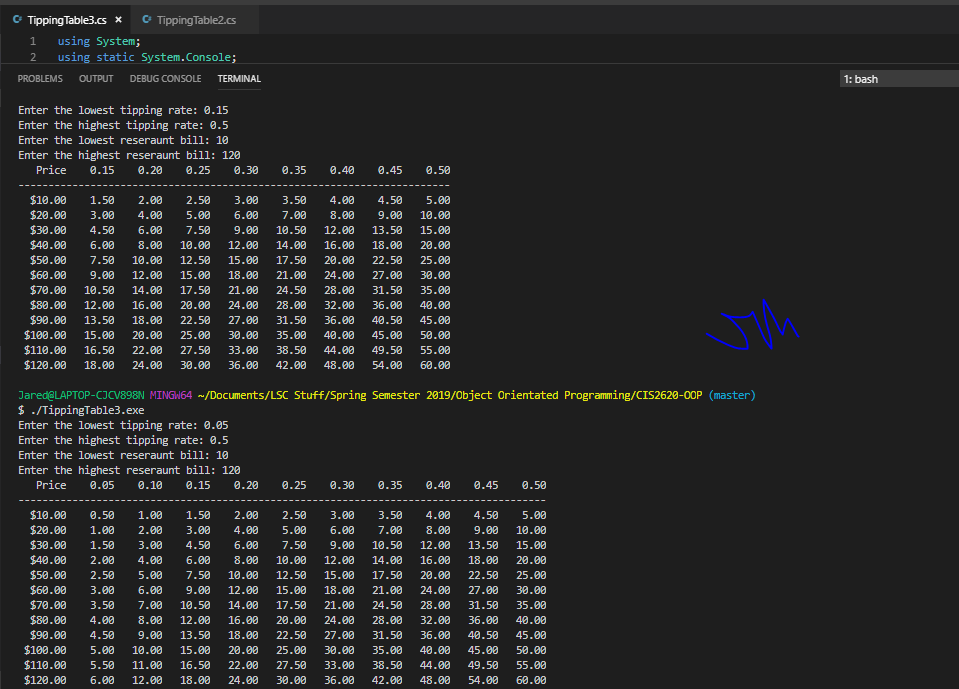 TippingTable3.cs × TippingTable2.cs
1 using System;
2 using static System.Console;
PROBLEMS OUTPUT DEBUG CONSOLE TERMINAL 1: bash
Enter the lowest tipping rate: 0.15
Enter the highest tipping rate: 0.5
Enter the lowest reseraunt bill: 10
Enter the highest reseraunt bill: 120
Price 0.15 0.20 0.25 0.30 0.35 0.40 0.45 0.50
------------------------------------------------------------------------
$10.00 1.50 2.00 2.50 3.00 3.50 4.00 4.50 5.00
$20.00 3.00 4.00 5.00 6.00 7.00 8.00 9.00 10.00
$30.00 4.50 6.00 7.50 9.00 10.50 12.00 13.50 15.00
$40.00 6.00 8.00 10.00 12.00 14.00 16.00 18.00 20.00
$50.00 7.50 10.00 12.50 15.00 17.50 20.00 22.50 25.00
$60.00 9.00 12.00 15.00 18.00 21.00 24.00 27.00 30.00
$70.00 10.50 14.00 17.50 21.00 24.50 28.00 31.50 35.00
$80.00 12.00 16.00 20.00 24.00 28.00 32.00 36.00 40.00
$90.00 13.50 18.00 22.50 27.00 31.50 36.00 40.50 45.00
$100.00 15.00 20.00 25.00 30.00 35.00 40.00 45.00 50.00
$110.00 16.50 22.00 27.50 33.00 38.50 44.00 49.50 55.00
$120.00 18.00 24.00 30.00 36.00 42.00 48.00 54.00 60.00
Jared@LAPTOP-CJCV898N MINGW64 ~/Documents/LSC Stuff/Spring Semester 2019/Object Orientated Programming/CIS2620-OOP (master)
$ ./TippingTable3.exe
Enter the lowest tipping rate: 0.05
Enter the highest tipping rate: 0.5
Enter the lowest reseraunt bill: 10
Enter the highest reseraunt bill: 120
Price 0.05 0.10 0.15 0.20 0.25 0.30 0.35 0.40 0.45 0.50
----------------------------------------------------------------------------------------
$10.00 0.50 1.00 1.50 2.00 2.50 3.00 3.50 4.00 4.50 5.00
$20.00 1.00 2.00 3.00 4.00 5.00 6.00 7.00 8.00 9.00 10.00
$30.00 1.50 3.00 4.50 6.00 7.50 9.00 10.50 12.00 13.50 15.00
$40.00 2.00 4.00 6.00 8.00 10.00 12.00 14.00 16.00 18.00 20.00
$50.00 2.50 5.00 7.50 10.00 12.50 15.00 17.50 20.00 22.50 25.00
$60.00 3.00 6.00 9.00 12.00 15.00 18.00 21.00 24.00 27.00 30.00
$70.00 3.50 7.00 10.50 14.00 17.50 21.00 24.50 28.00 31.50 35.00
$80.00 4.00 8.00 12.00 16.00 20.00 24.00 28.00 32.00 36.00 40.00
$90.00 4.50 9.00 13.50 18.00 22.50 27.00 31.50 36.00 40.50 45.00
$100.00 5.00 10.00 15.00 20.00 25.00 30.00 35.00 40.00 45.00 50.00
$110.00 5.50 11.00 16.50 22.00 27.50 33.00 38.50 44.00 49.50 55.00
$120.00 6.00 12.00 18.00 24.00 30.00 36.00 42.00 48.00 54.00 60.00